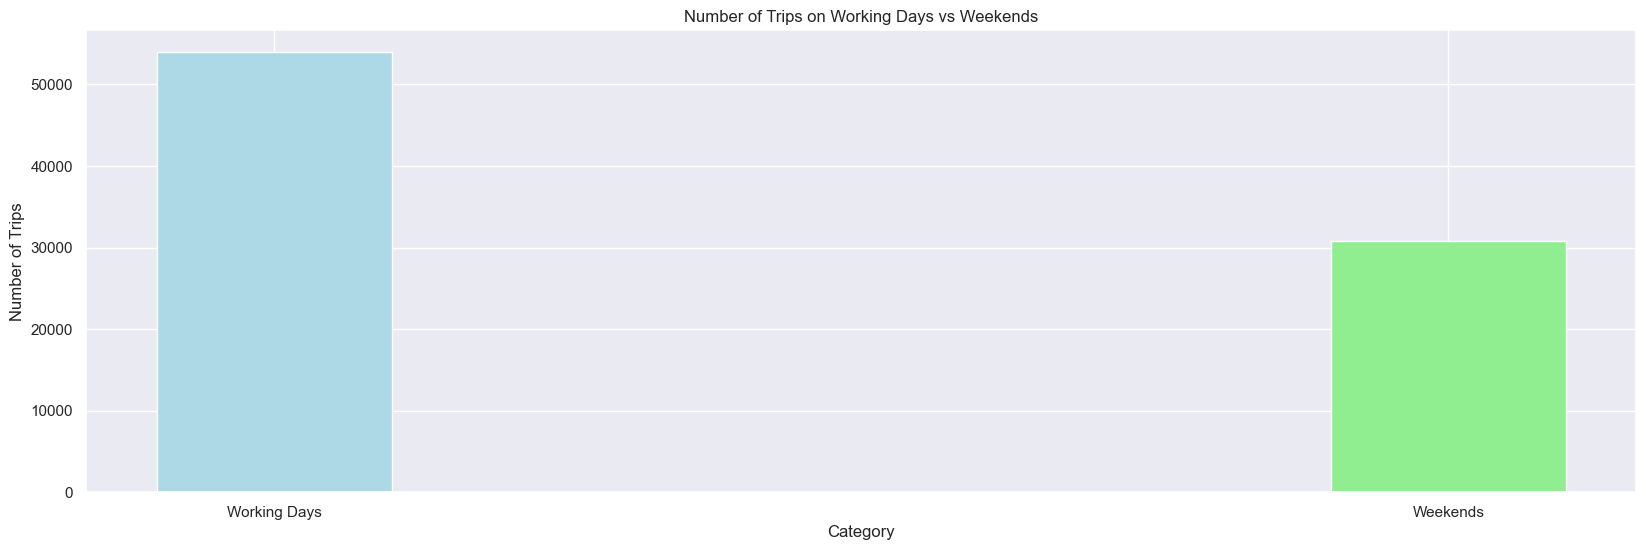 Number of Trips on Working Days vs Weekends
50000
40000
30000
20000
10000
0
Number of Trips
Working Days
Weekends
Category